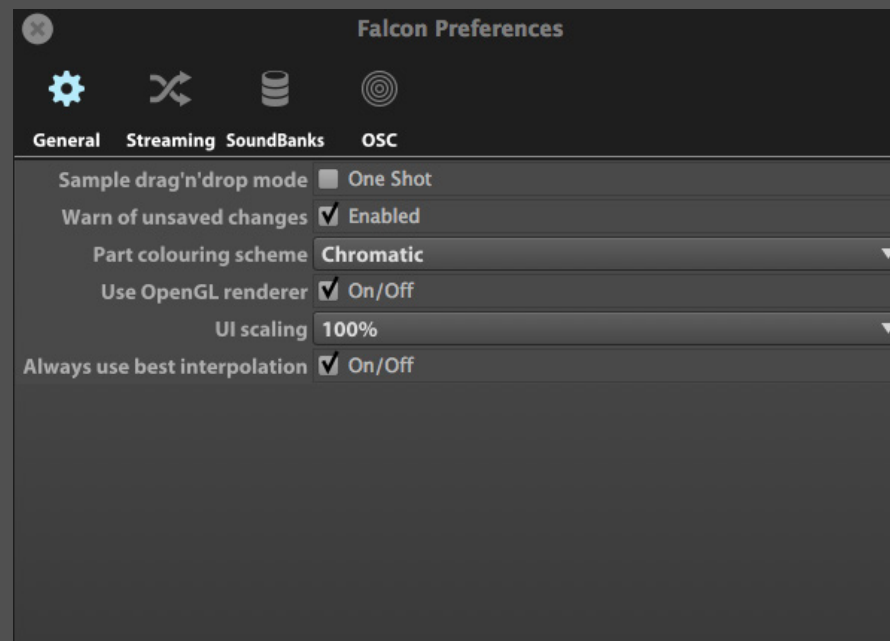 Falcon Preferences
General Streaming SoundBanks OSC
Sample drag'n'drop mode One Shot
Warn of unsaved changes Enabled
Part colouring scheme Chromatic
Use OpenGL renderer On/Off
UI scaling 100%
Always use best interpolation On/Off